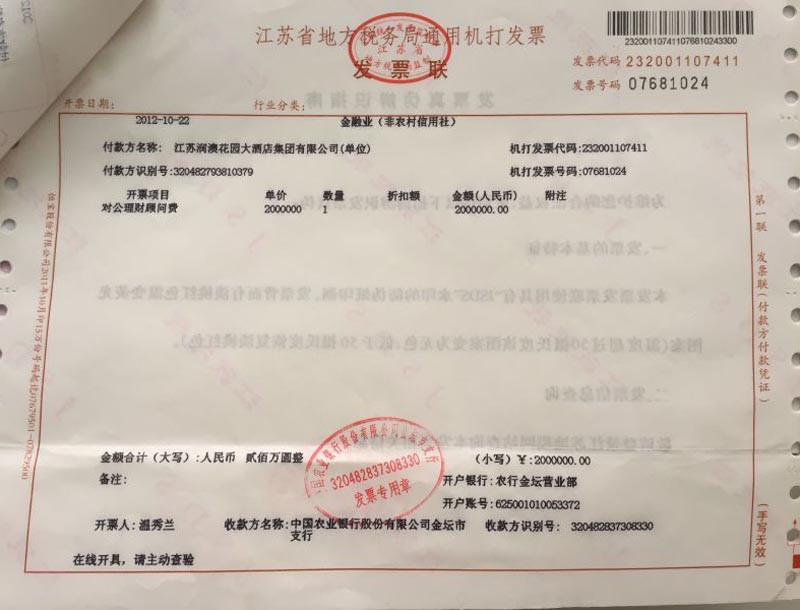 江苏省地方税务局通用机打发票
发票联
江苏省
232001107411076810243300
发票代码 232001107411
发票号码 07681024
开票日期: 2012-10-22 行业分类: 金融业（非农村信用社）
付款方名称: 江苏润澳花园大酒店集团有限公司(单位) 机打发票代码:232001107411
付款方识别号:320482793810379 机打发票号码:07681024
开票项目 单价 数量 折扣额 金额(人民币) 附注
对公理财顾问费 2000000 1 2000000.00
第一联 发票联(付款方付款凭证)
(手写无效)
金额合计（大写）:人民币 贰佰万圆整 (小写) ¥:2000000.00
备注: 开户银行: 农行金坛营业部
开户账号:625001010053372
320482837308330
发票专用章
开票人:温秀兰 收款方名称:中国农业银行股份有限公司金坛市支行 收款方识别号: 320482837308330
在线开具,请主动查验